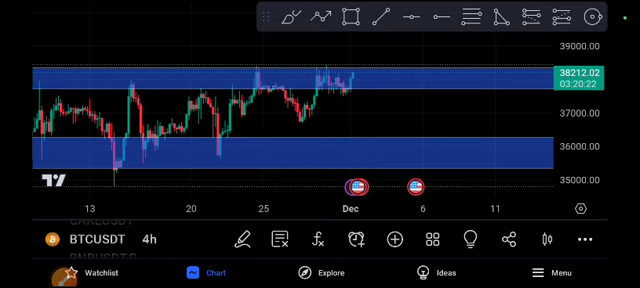 39000.00
38212.02
03:20:22
37000.00
36000.00
35000.00
13 20 25 Dec 6 11
BTCUSDT 4h
Watchlist Chart Explore Ideas Menu